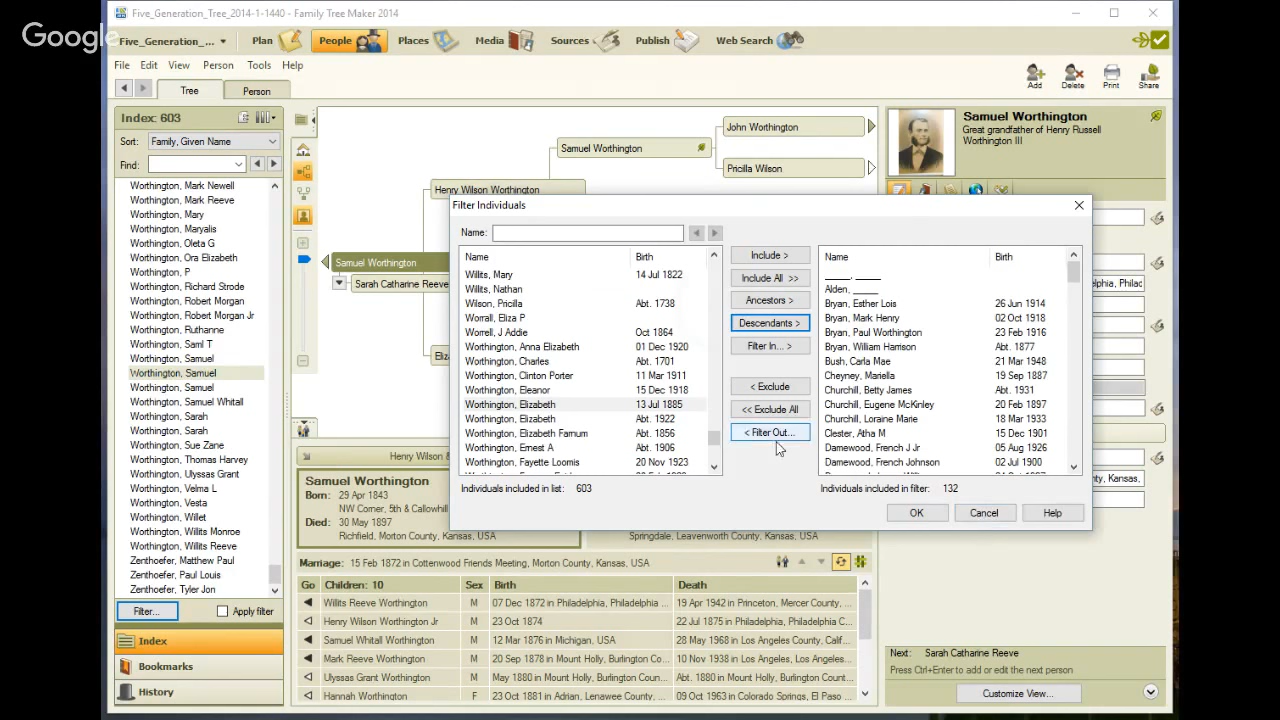 Five_Generation_Tree_2014-1-1440 - Family Tree Maker 2014
Google
Five_Generation_... Plan People Places Media Sources Publish Web Search
File Edit View Person Tools Help
Add Delete Print Share
Tree Person
Index: 603
Sort: Family, Given Name
Find:
Worthington, Mark Newell
Worthington, Mark Reeve
Worthington, Mary
Worthington, Maryalis
Worthington, Oleta G
Worthington, Ora Elizabeth
Worthington, P
Worthington, Richard Strode
Worthington, Robert Morgan
Worthington, Robert Morgan Jr
Worthington, Ruthanne
Worthington, Saml T
Worthington, Samuel
Worthington, Samuel
Worthington, Samuel
Worthington, Samuel Whitall
Worthington, Sarah
Worthington, Sarah
Worthington, Sue Zane
Worthington, Thomas Harvey
Worthington, Ulyssas Grant
Worthington, Velma L
Worthington, Vesta
Worthington, Willet
Worthington, Willits Monroe
Worthington, Willits Reeve
Zenthoefer, Matthew Paul
Zenthoefer, Paul Louis
Zenthoefer, Tyler Jon
Filter... Apply filter
Index
Bookmarks
History
John Worthington
Samuel Worthington
Pricilla Wilson
Henry Wilson Worthington
Samuel Worthington
Sarah Catharine Reeve
Eliz
Samuel Worthington
Great grandfather of Henry Russell
Worthington III
Filter Individuals
Name:
Name Birth
Willits, Mary 14 Jul 1822
Willits, Nathan
Wilson, Pricilla Abt. 1738
Worrall, Eliza P
Worrell, J Addie Oct 1864
Worthington, Anna Elizabeth 01 Dec 1920
Worthington, Charles Abt. 1701
Worthington, Clinton Porter 11 Mar 1911
Worthington, Eleanor 15 Dec 1918
Worthington, Elizabeth 13 Jul 1885
Worthington, Elizabeth Abt. 1922
Worthington, Elizabeth Farnum Abt. 1856
Worthington, Ernest A Abt. 1906
Worthington, Fayette Loomis 20 Nov 1923
Individuals included in list: 603
Include >
Include All >>
Ancestors >
Descendants >
Filter In... >
< Exclude
<< Exclude All
< Filter Out...
Name Birth
_____, _____
Alden, _____
Bryan, Esther Lois 26 Jun 1914
Bryan, Mark Henry 02 Oct 1918
Bryan, Paul Worthington 23 Feb 1916
Bryan, William Harrison Abt. 1877
Bush, Carla Mae 21 Mar 1948
Cheyney, Mariella 19 Sep 1887
Churchill, Betty James Abt. 1931
Churchill, Eugene McKinley 20 Feb 1897
Churchill, Loraine Marie 18 Mar 1933
Clester, Atha M 15 Dec 1901
Damewood, French J Jr 05 Aug 1926
Damewood, French Johnson 02 Jul 1900
Individuals included in filter: 132
OK Cancel Help
Henry Wilson &
Samuel Worthington
Born: 29 Apr 1843
NW Corner, 5th & Callowhill
Died: 30 May 1897
Richfield, Morton County, Kansas, USA
Springdale, Leavenworth County, Kansas, USA
Marriage: 15 Feb 1872 in Cottenwood Friends Meeting, Morton County, Kansas, USA
Go Children: 10 Sex Birth Death
Willits Reeve Worthington M 07 Dec 1872 in Philadelphia, Philadelphia ... 19 Apr 1942 in Princeton, Mercer County, ...
Henry Wilson Worthington Jr M 23 Oct 1874 22 Jul 1875 in Philadelphia, Philadelphia ...
Samuel Whitall Worthington M 12 Mar 1876 in Michigan, USA 28 May 1968 in Los Angeles County, Calif...
Mark Reeve Worthington M 20 Sep 1878 in Mount Holly, Burlington Co... 10 Nov 1938 in Los Angeles, Los Angeles ...
Ulyssas Grant Worthington M May 1880 in Mount Holly, Burlington Count... Abt. 1880 in Mount Holly, Burlington Cou...
Hannah Worthington F 23 Oct 1881 in Adrian, Lenawee County, ... 09 Oct 1963 in Colorado Springs, El Paso ...
elphia, Philac
nty, Kansas,
Next: Sarah Catharine Reeve
Press Ctrl+Enter to add or edit the next person
Customize View...